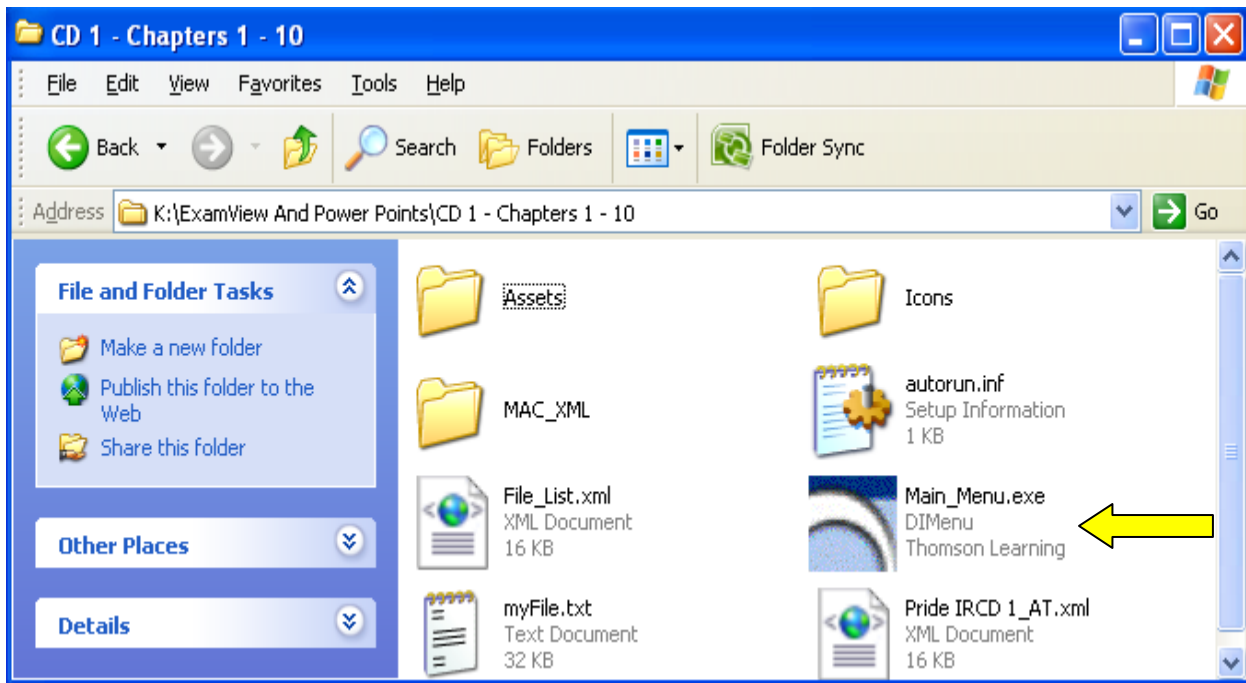 CD 1 - Chapters 1 - 10
File Edit View Favorites Tools Help
Back Search Folders Folder Sync
Address K:\ExamView And Power Points\CD 1 - Chapters 1 - 10 Go
File and Folder Tasks
Make a new folder
Publish this folder to the
Web
Share this folder
Other Places
Details
Assets
Icons
MAC_XML
autorun.inf
Setup Information
1 KB
File_List.xml
XML Document
16 KB
Main_Menu.exe
DIMenu
Thomson Learning
myFile.txt
Text Document
32 KB
Pride IRCD 1_AT.xml
XML Document
16 KB